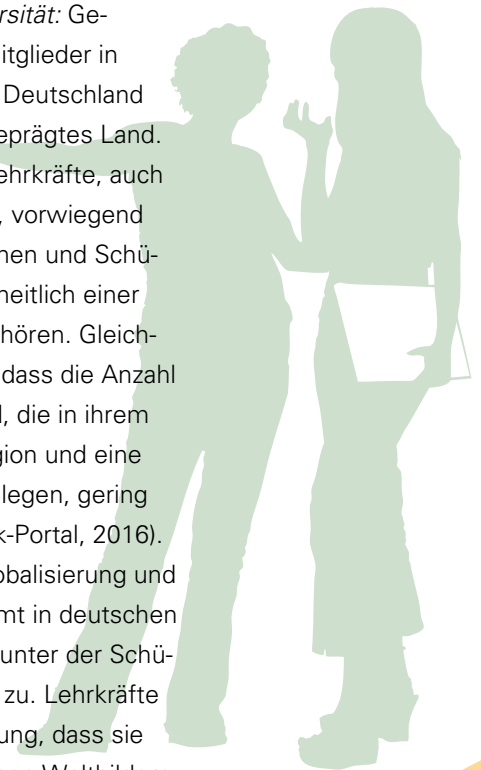 rsität: Ge-
itglieder in
Deutschland
eprägtes Land.
ehrkräfte, auch
, vorwiegend
nen und Schü-
heitlich einer
hören. Gleich-
dass die Anzahl
l, die in ihrem
gion und eine
legen, gering
k-Portal, 2016).
obalisierung und
mt in deutschen
unter der Schü-
zu. Lehrkräfte
ung, dass sie